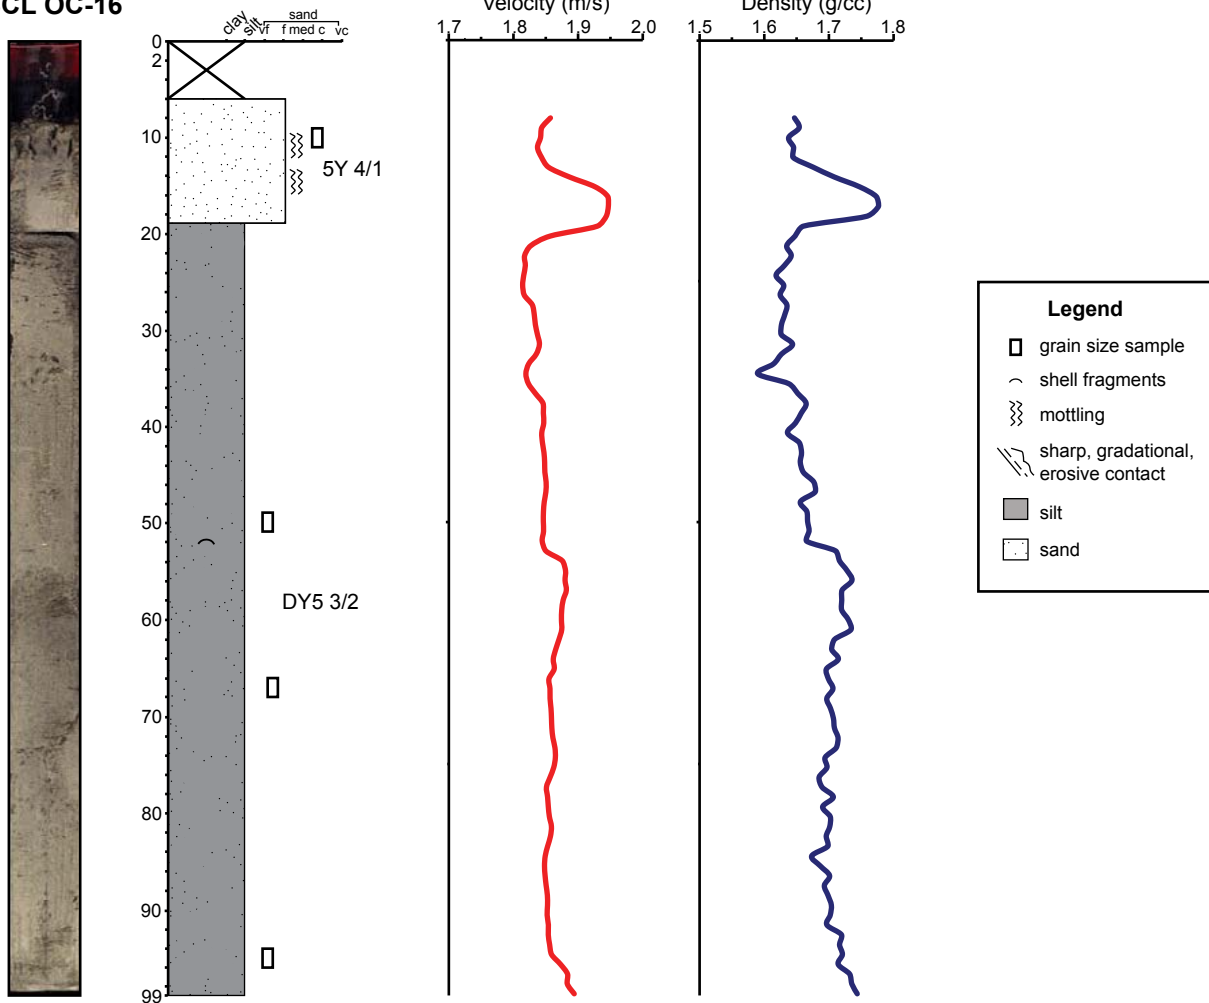 CL OC-16
clay
silt
sand
vf f med c vc
Velocity (m/s)
1.7 1.8 1.9 2.0
Density (g/cc)
1.5 1.6 1.7 1.8
0
2
10
20
30
40
50
60
70
80
90
99
5Y 4/1
DY5 3/2
Legend
grain size sample
shell fragments
mottling
sharp, gradational,
erosive contact
silt
sand